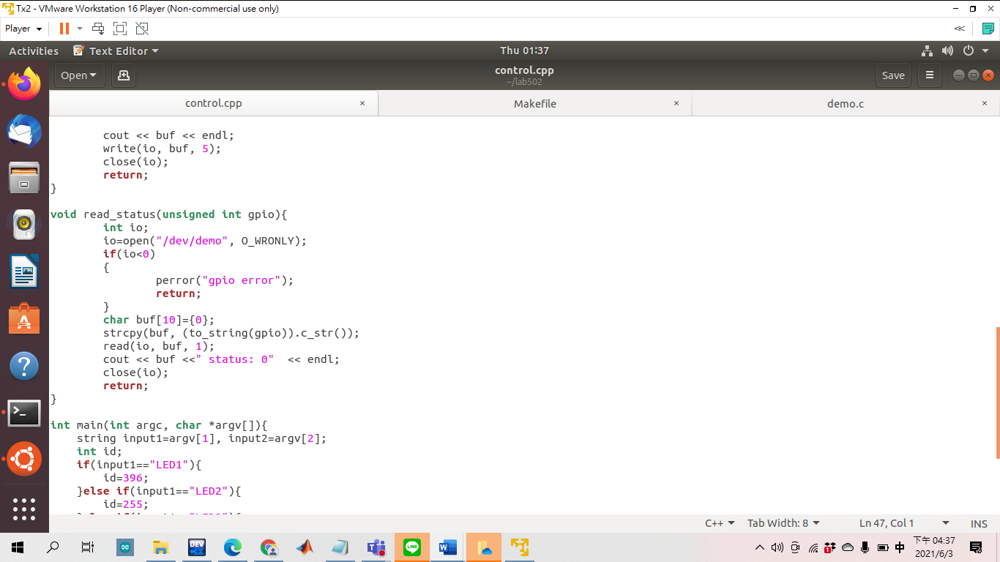 Tx2 - VMware Workstation 16 Player (Non-commercial use only)
Player
Activities Text Editor Thu 01:37
Open control.cpp Save
~/lab502
control.cpp × Makefile × demo.c ×
cout << buf << endl;
write(io, buf, 5);
close(io);
return;
}
void read_status(unsigned int gpio){
int io;
io=open("/dev/demo", O_WRONLY);
if(io<0)
{
perror("gpio error");
return;
}
char buf[10]={0};
strcpy(buf, (to_string(gpio)).c_str());
read(io, buf, 1);
cout << buf <<" status: 0"  << endl;
close(io);
return;
}
int main(int argc, char *argv[]){
string input1=argv[1], input2=argv[2];
int id;
if(input1=="LED1"){
id=396;
}else if(input1=="LED2"){
id=255;
C++ Tab Width: 8 Ln 47, Col 1 INS
DEV
LINE
中 下午 04:37
2021/6/3